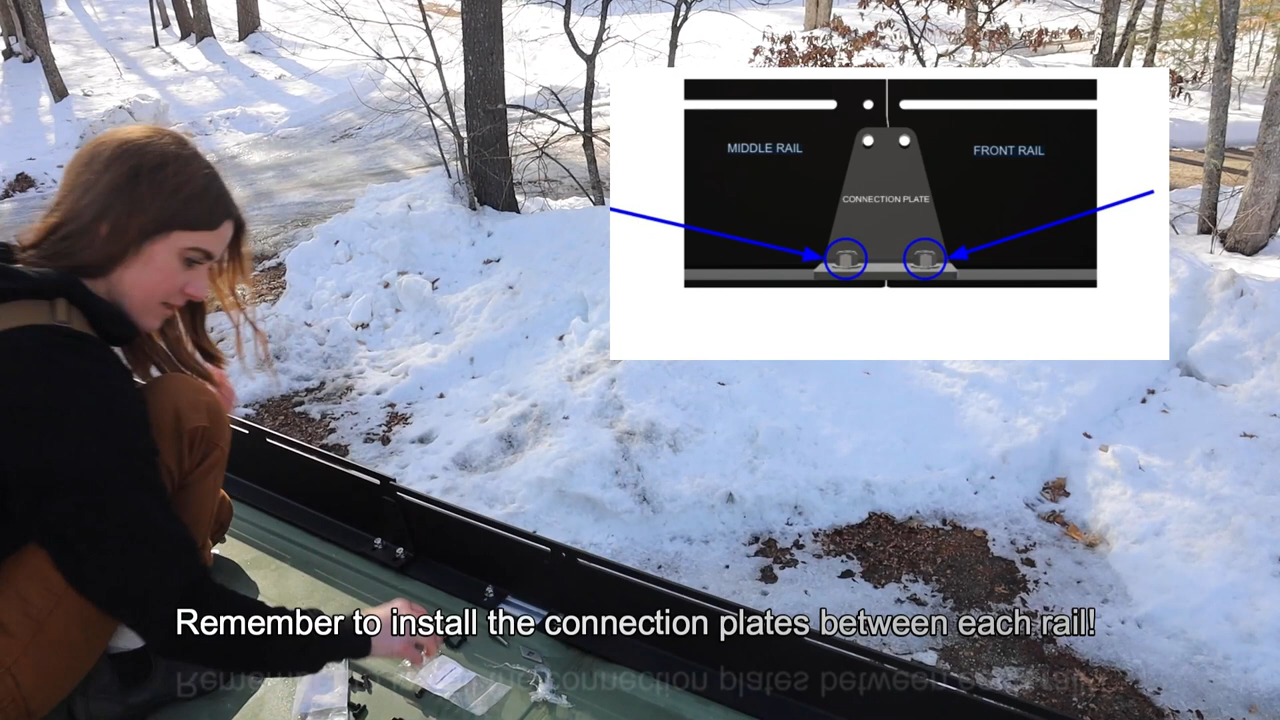 MIDDLE RAIL
FRONT RAIL
CONNECTION PLATE
Remember to install the connection plates between each rail!